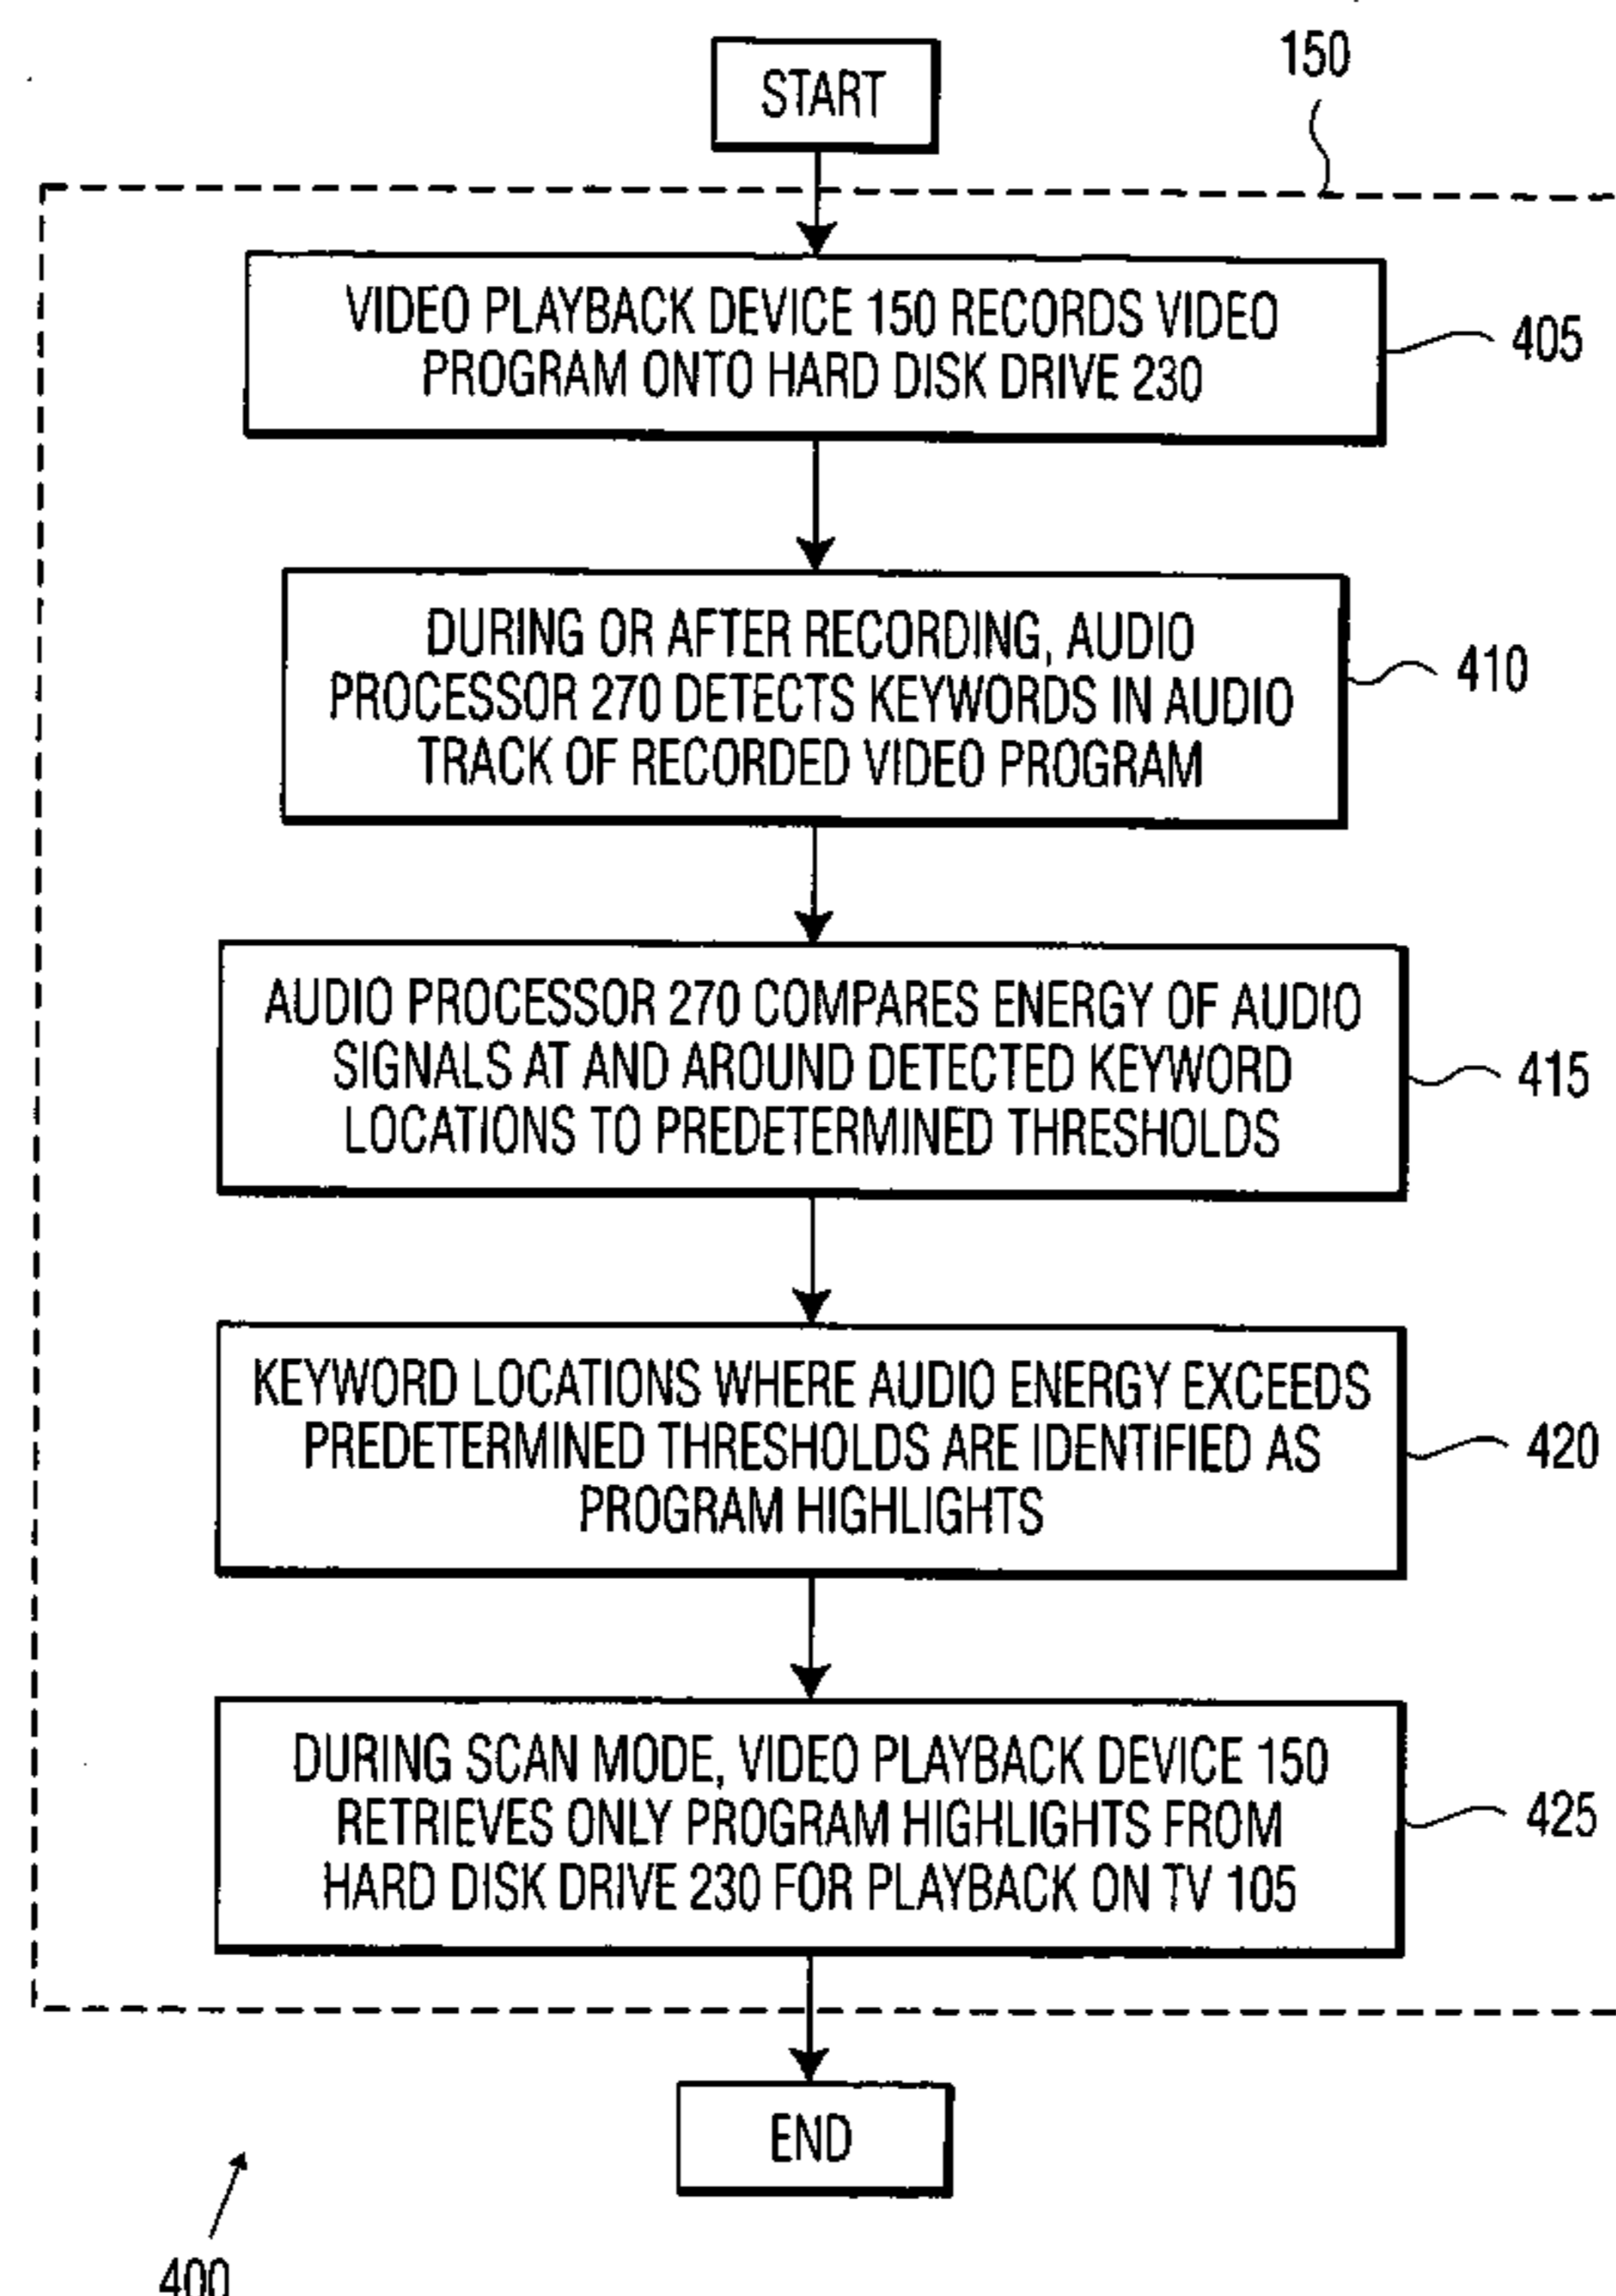 START
150
VIDEO PLAYBACK DEVICE 150 RECORDS VIDEO
PROGRAM ONTO HARD DISK DRIVE 230
405
DURING OR AFTER RECORDING, AUDIO
PROCESSOR 270 DETECTS KEYWORDS IN AUDIO
TRACK OF RECORDED VIDEO PROGRAM
410
AUDIO PROCESSOR 270 COMPARES ENERGY OF AUDIO
SIGNALS AT AND AROUND DETECTED KEYWORD
LOCATIONS TO PREDETERMINED THRESHOLDS
415
KEYWORD LOCATIONS WHERE AUDIO ENERGY EXCEEDS
PREDETERMINED THRESHOLDS ARE IDENTIFIED AS
PROGRAM HIGHLIGHTS
420
DURING SCAN MODE, VIDEO PLAYBACK DEVICE 150
RETRIEVES ONLY PROGRAM HIGHLIGHTS FROM
HARD DISK DRIVE 230 FOR PLAYBACK ON TV 105
425
END
400